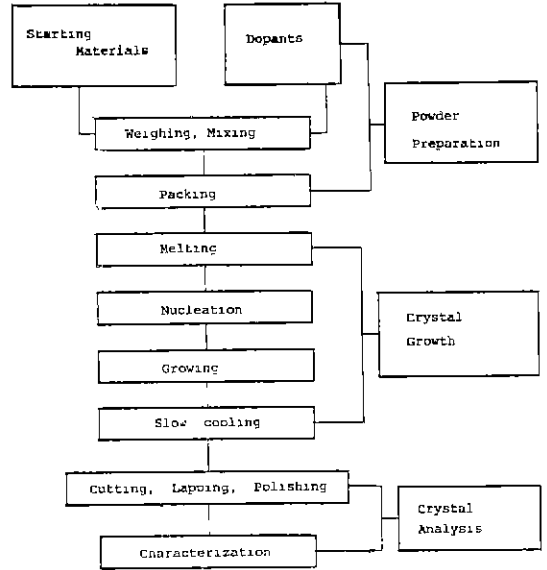 Starting
Materials
Dopants
Weighing, Mixing
Powder
Preparation
Packing
Melting
Nucleation
Crystal
Growth
Growing
Slow cooling
Cutting, Lapping, Polishing
Crystal
Analysis
Characterization